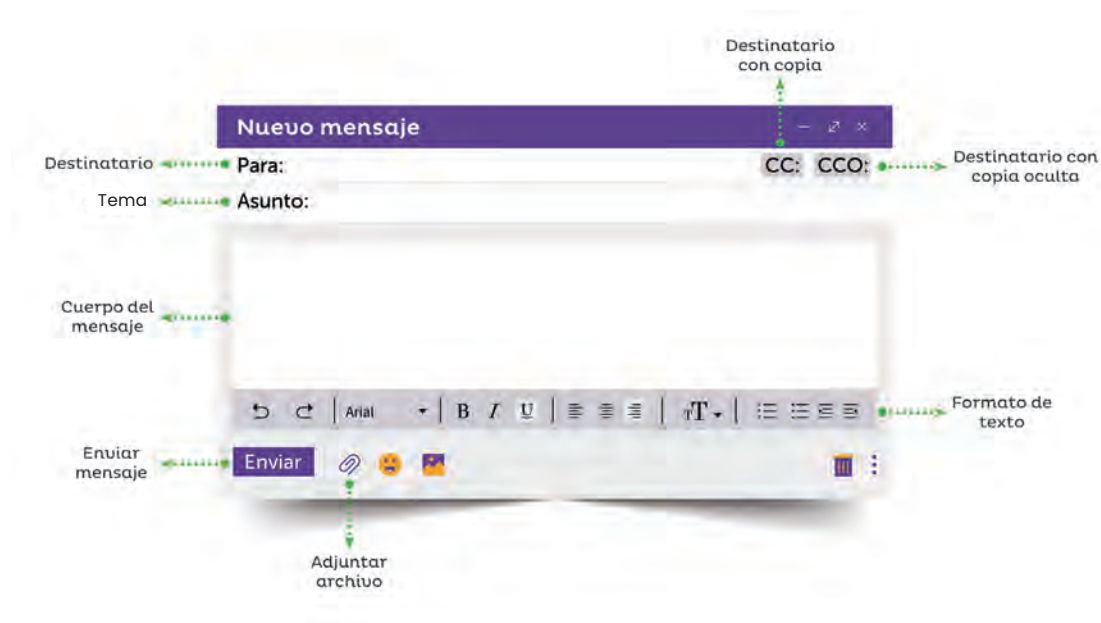 Destinatario
con copia
Nuevo mensaje
Destinatario
Para:
CC: CCO:
Destinatario con
copia oculta
Tema
Asunto:
Cuerpo del
mensaje
Arial
B I U
TT
Formato de
texto
Enviar
mensaje
Enviar
Adjuntar
archivo